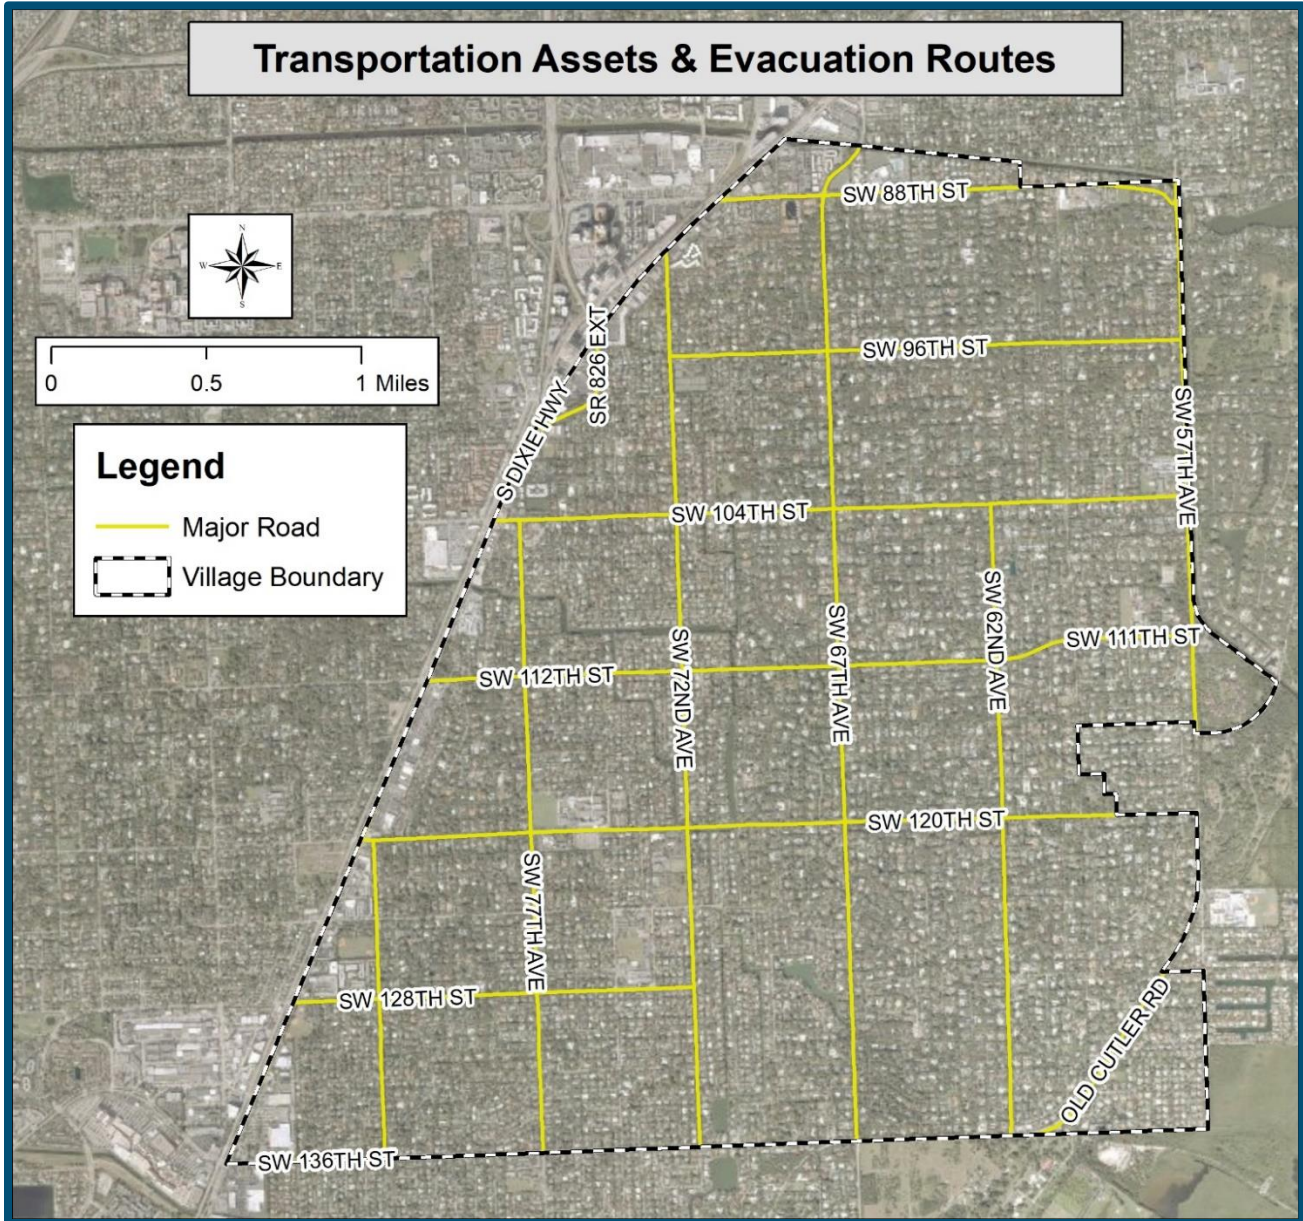 Transportation Assets & Evacuation Routes
N
W E
S
0 0.5 1 Miles
Legend
Major Road
Village Boundary
SW 88TH ST
SW 96TH ST
SR 826 EXT
S DIXIE HWY
SW 57TH AVE
SW 104TH ST
SW 62ND AVE
SW 67TH AVE
SW 72ND AVE
SW 111TH ST
SW 112TH ST
SW 120TH ST
SW 77TH AVE
SW 128TH ST
OLD CUTLER RD
SW 136TH ST